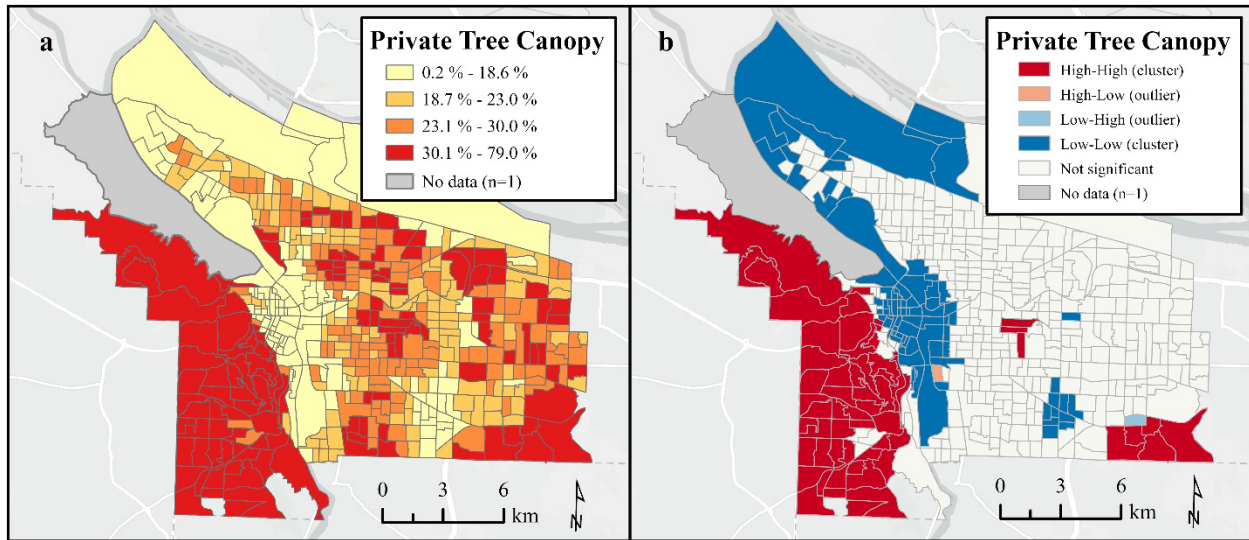 a
Private Tree Canopy
0.2 % - 18.6 %
18.7 % - 23.0 %
23.1 % - 30.0 %
30.1 % - 79.0 %
No data (n=1)
0 3 6
km
N
b
Private Tree Canopy
High-High (cluster)
High-Low (outlier)
Low-High (outlier)
Low-Low (cluster)
Not significant
No data (n=1)
0 3 6
km
N